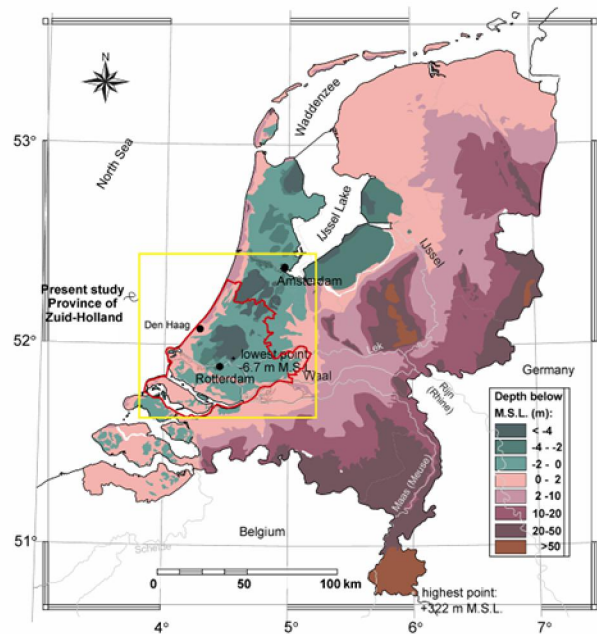 N
53°
52°
51°
North Sea
Waddenzee
IJssel Lake
IJssel
Amsterdam
Present study
Province of
Zuid-Holland
Den Haag
lowest point
-6.7 m M.S
Rotterdam
Waal
Lek
Rijn
(Rhine)
Germany
Maas (Meuse)
Belgium
Schelde
Depth below
M.S.L. (m):
< -4
-4 - -2
-2 - 0
0 - 2
2 -10
10-20
20-50
>50
0 50 100 km
highest point:
+322 m M.S.L.
4° 5° 6° 7°